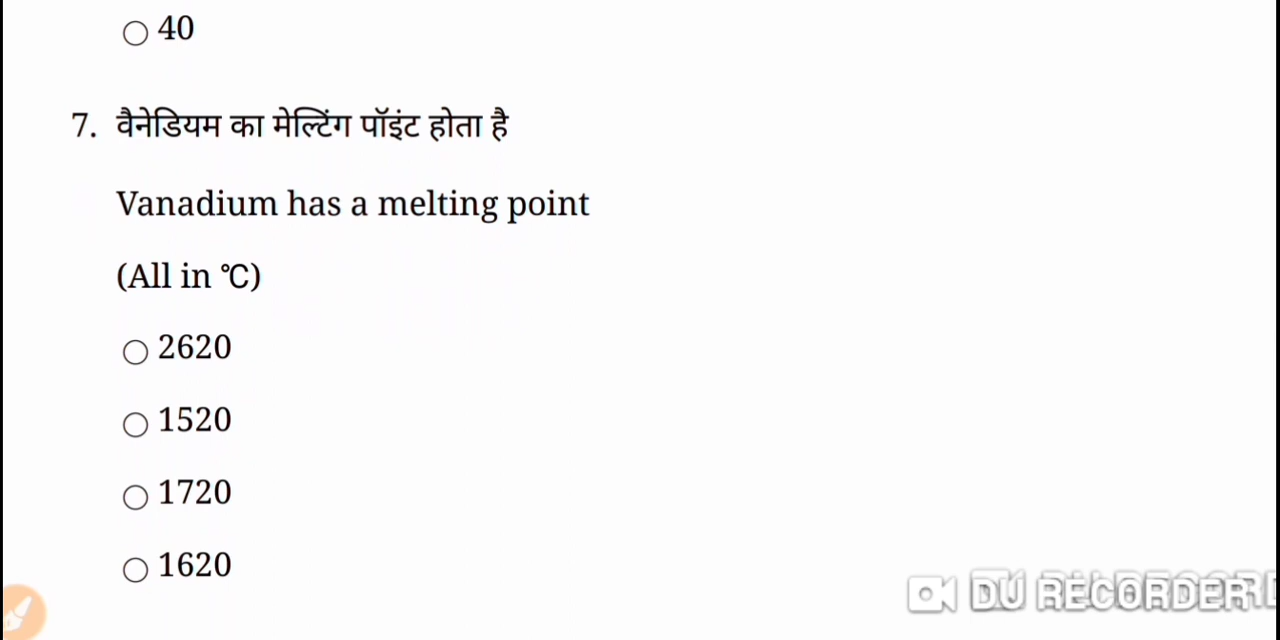 40
7. वैनेडियम का मेल्टिंग पॉइंट होता है
Vanadium has a melting point
(All in ℃)
2620
1520
1720
1620
DU RECORDER